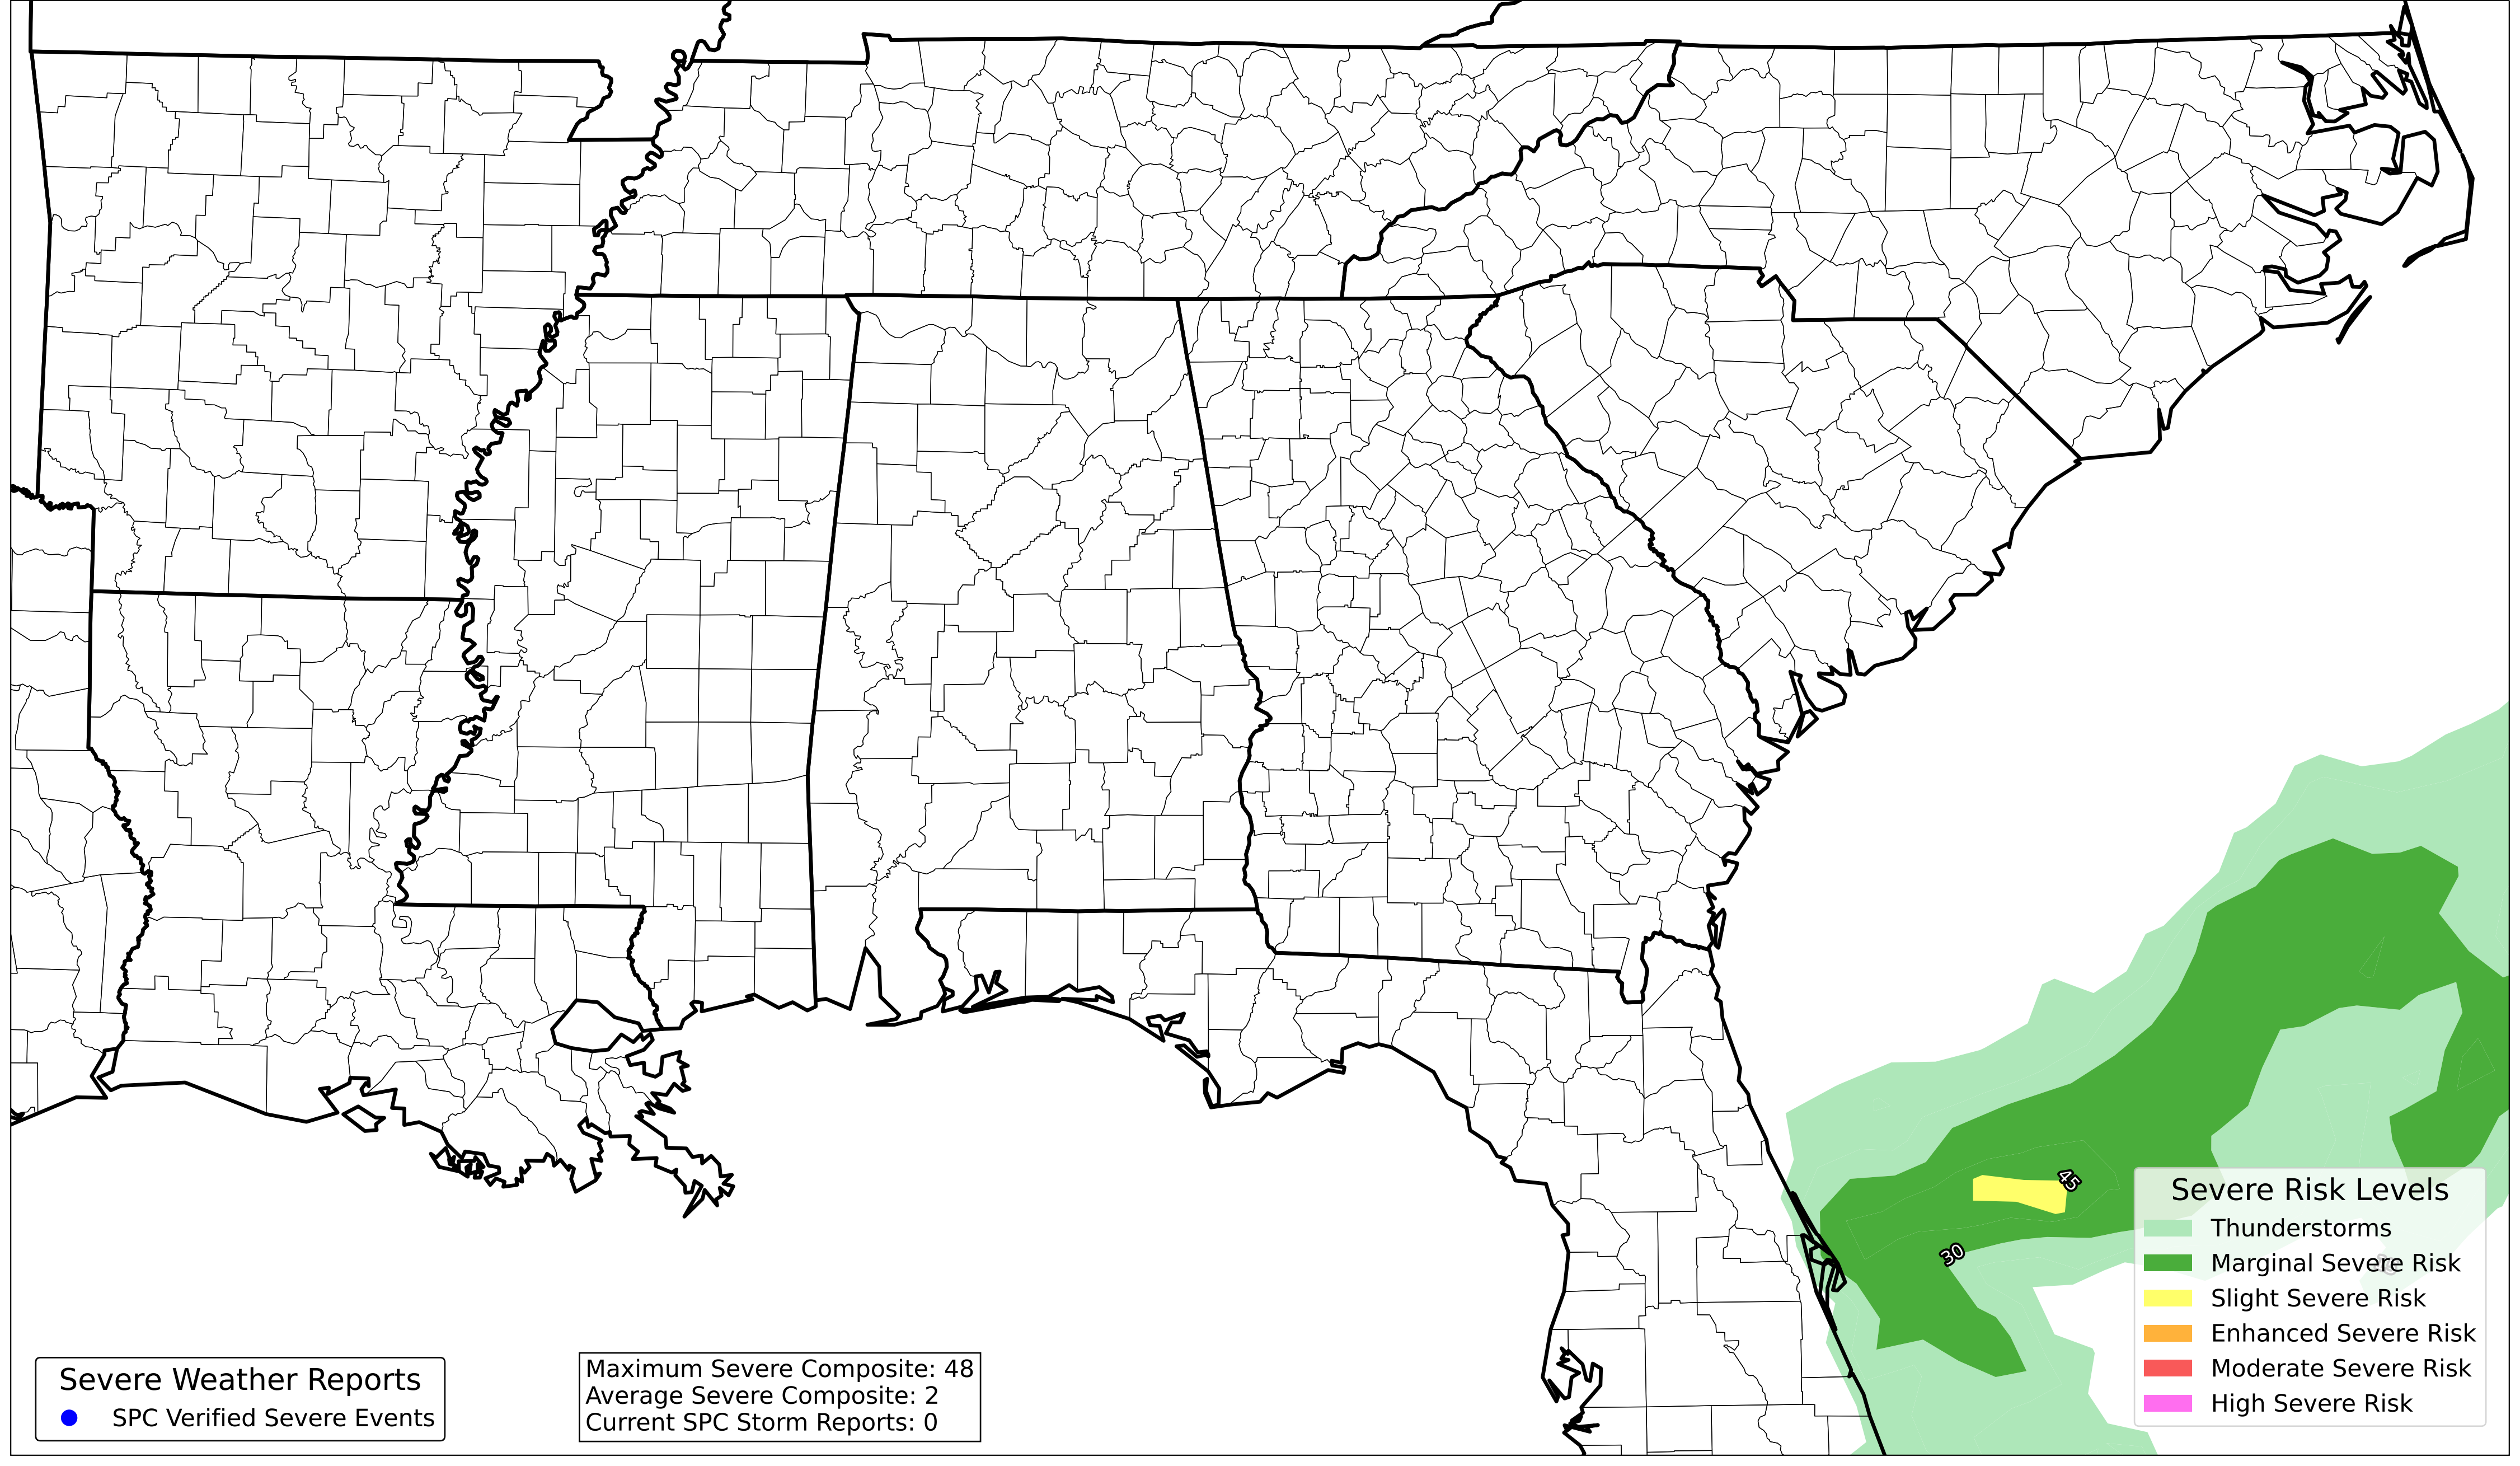 45
30
Severe Risk Levels
Thunderstorms
Marginal Severe Risk
Slight Severe Risk
Enhanced Severe Risk
Moderate Severe Risk
High Severe Risk
Severe Weather Reports
SPC Verified Severe Events
Maximum Severe Composite: 48
Average Severe Composite: 2
Current SPC Storm Reports: 0